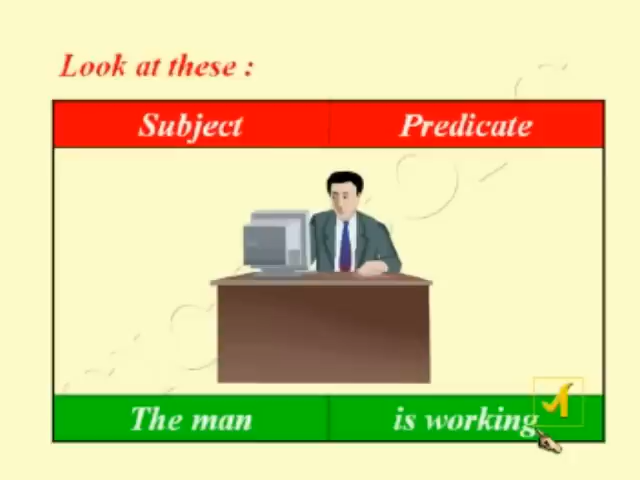 Look at these :
Subject Predicate
The man is working